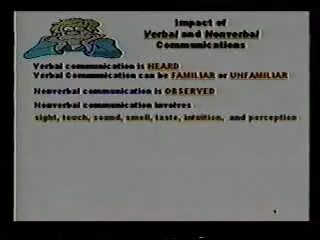 Impact of
Verbal and Nonverbal
Communications
Verbal communication is HEARD
Verbal Communication can be FAMILIAR or UNFAMILIAR
Nonverbal communication is OBSERVED
Nonverbal communication involves
sight, touch, sound, smell, taste, intuition, and perception